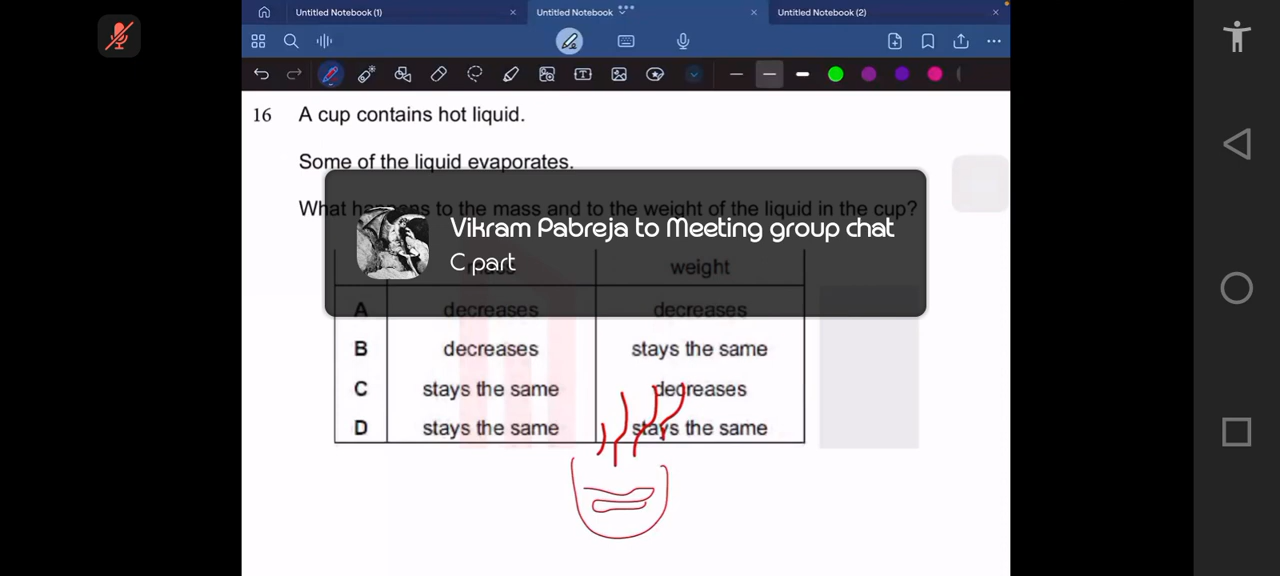 Untitled Notebook (1)
Untitled Notebook
Untitled Notebook (2)
16 A cup contains hot liquid.
Some of the liquid evaporates.
What happens to the mass and to the weight of the liquid in the cup?
Vikram Pabreja to Meeting group chat
C part
mass weight
A decreases decreases
B decreases stays the same
C stays the same decreases
D stays the same stays the same